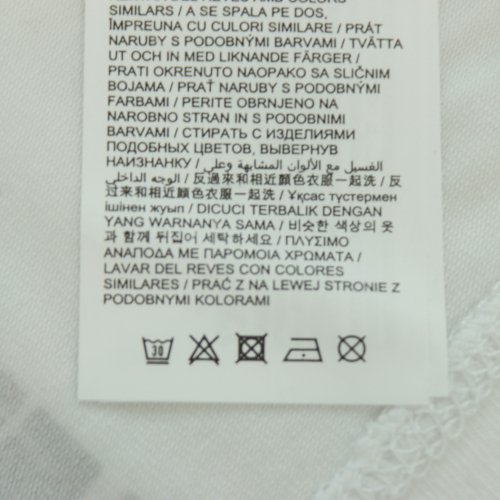 SIMILARS / A SE SPALA PE DOS,
ÎMPREUNA CU CULORI SIMILARE / PRÁT
NARUBY S PODOBNÝMI BARVAMI / TVÄTTA
UT OCH IN MED LIKNANDE FÄRGER /
PRATI OKRENUTO NAOPAKO SA SLIČNIM
BOJAMA / PRAŤ NARUBY S PODOBNÝMI
FARBAMI / PERITE OBRNJENO NA
NAROBNO STRAN IN S PODOBNIMI
BARVAMI / СТИРАТЬ С ИЗДЕЛИЯМИ
ПОДОБНЫХ ЦВЕТОВ, ВЫВЕРНУВ
НАИЗНАНКУ / الغسيل مع الألوان المشابهة وعلى
الوجه الداخلي / 反過來和相近顏色衣服一起洗 / 反
过来和相近颜色衣服一起洗 / Ұқсас түстермен
ішінен жуып / DICUCI TERBALIK DENGAN
YANG WARNANYA SAMA / 비슷한 색상의 옷
과 함께 뒤집어 세탁하세요 / ΠΛΥΣΙΜΟ
ΑΝΑΠΟΔΑ ΜΕ ΠΑΡΟΜΟΙΑ ΧΡΩΜΑΤΑ /
LAVAR DEL REVES CON COLORES
SIMILARES / PRAĆ Z NA LEWEJ STRONIE Z
PODOBNYMI KOLORAMI
30